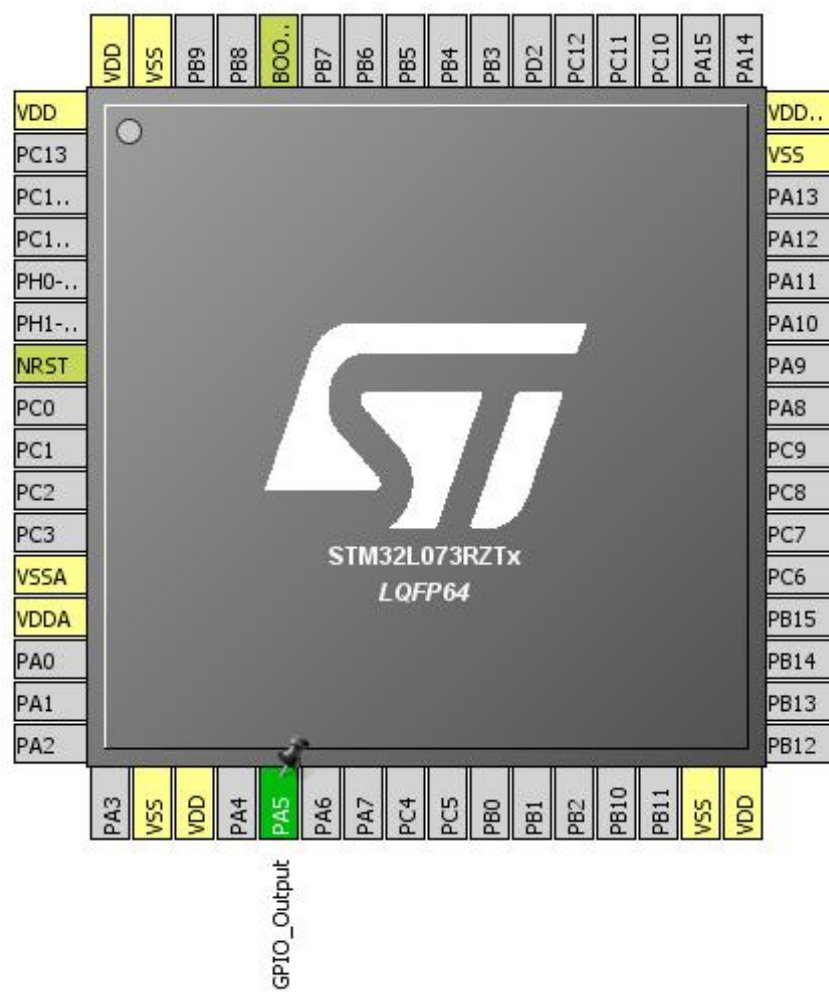 VDD
VSS
PB9
PB8
BOO..
PB7
PB6
PB5
PB4
PB3
PD2
PC12
PC11
PC10
PA15
PA14
VDD
PC13
PC1..
PC1..
PH0-..
PH1-..
NRST
PC0
PC1
PC2
PC3
VSSA
VDDA
PA0
PA1
PA2
VDD..
VSS
PA13
PA12
PA11
PA10
PA9
PA8
PC9
PC8
PC7
PC6
PB15
PB14
PB13
PB12
ST
STM32L073RZTx
LQFP64
PA3
VSS
VDD
PA4
PA5
PA6
PA7
PC4
PC5
PB0
PB1
PB2
PB10
PB11
VSS
VDD
GPIO_Output